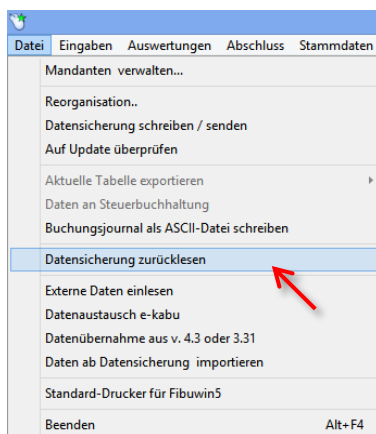 Datei Eingaben Auswertungen Abschluss Stammdaten
Mandanten verwalten...
Reorganisation..
Datensicherung schreiben / senden
Auf Update überprüfen
Aktuelle Tabelle exportieren
Daten an Steuerbuchhaltung
Buchungsjournal als ASCII-Datei schreiben
Datensicherung zurücklesen
Externe Daten einlesen
Datenaustausch e-kabu
Datenübernahme aus v. 4.3 oder 3.31
Daten ab Datensicherung importieren
Standard-Drucker für Fibuwin5
Beenden Alt+F4